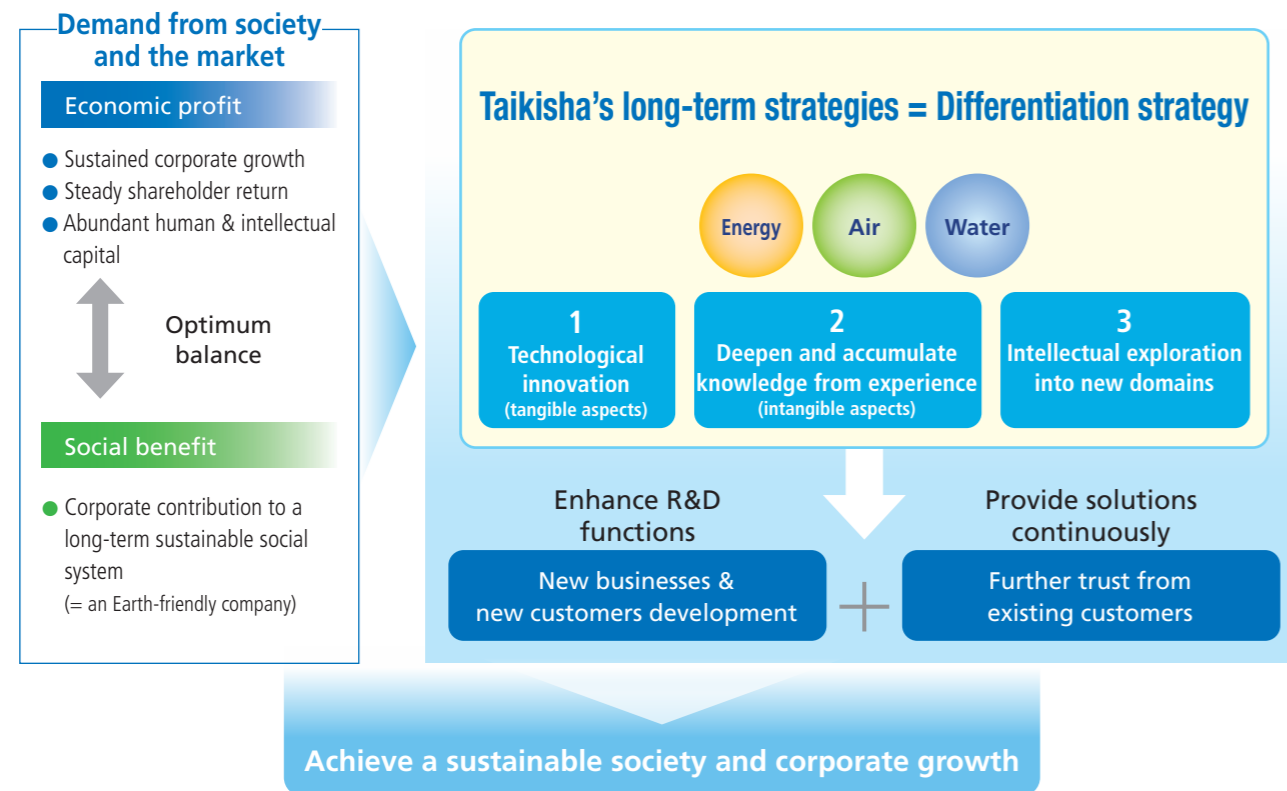 Demand from society
and the market
Economic profit
● Sustained corporate growth
● Steady shareholder return
● Abundant human & intellectual
capital
Optimum
balance
Social benefit
● Corporate contribution to a
long-term sustainable social
system
(= an Earth-friendly company)
Taikisha's long-term strategies = Differentiation strategy
Energy
Air
Water
1
Technological
innovation
(tangible aspects)
2
Deepen and accumulate
knowledge from experience
(intangible aspects)
3
Intellectual exploration
into new domains
Enhance R&D
functions
New businesses &
new customers development
+
Provide solutions
continuously
Further trust from
existing customers
Achieve a sustainable society and corporate growth